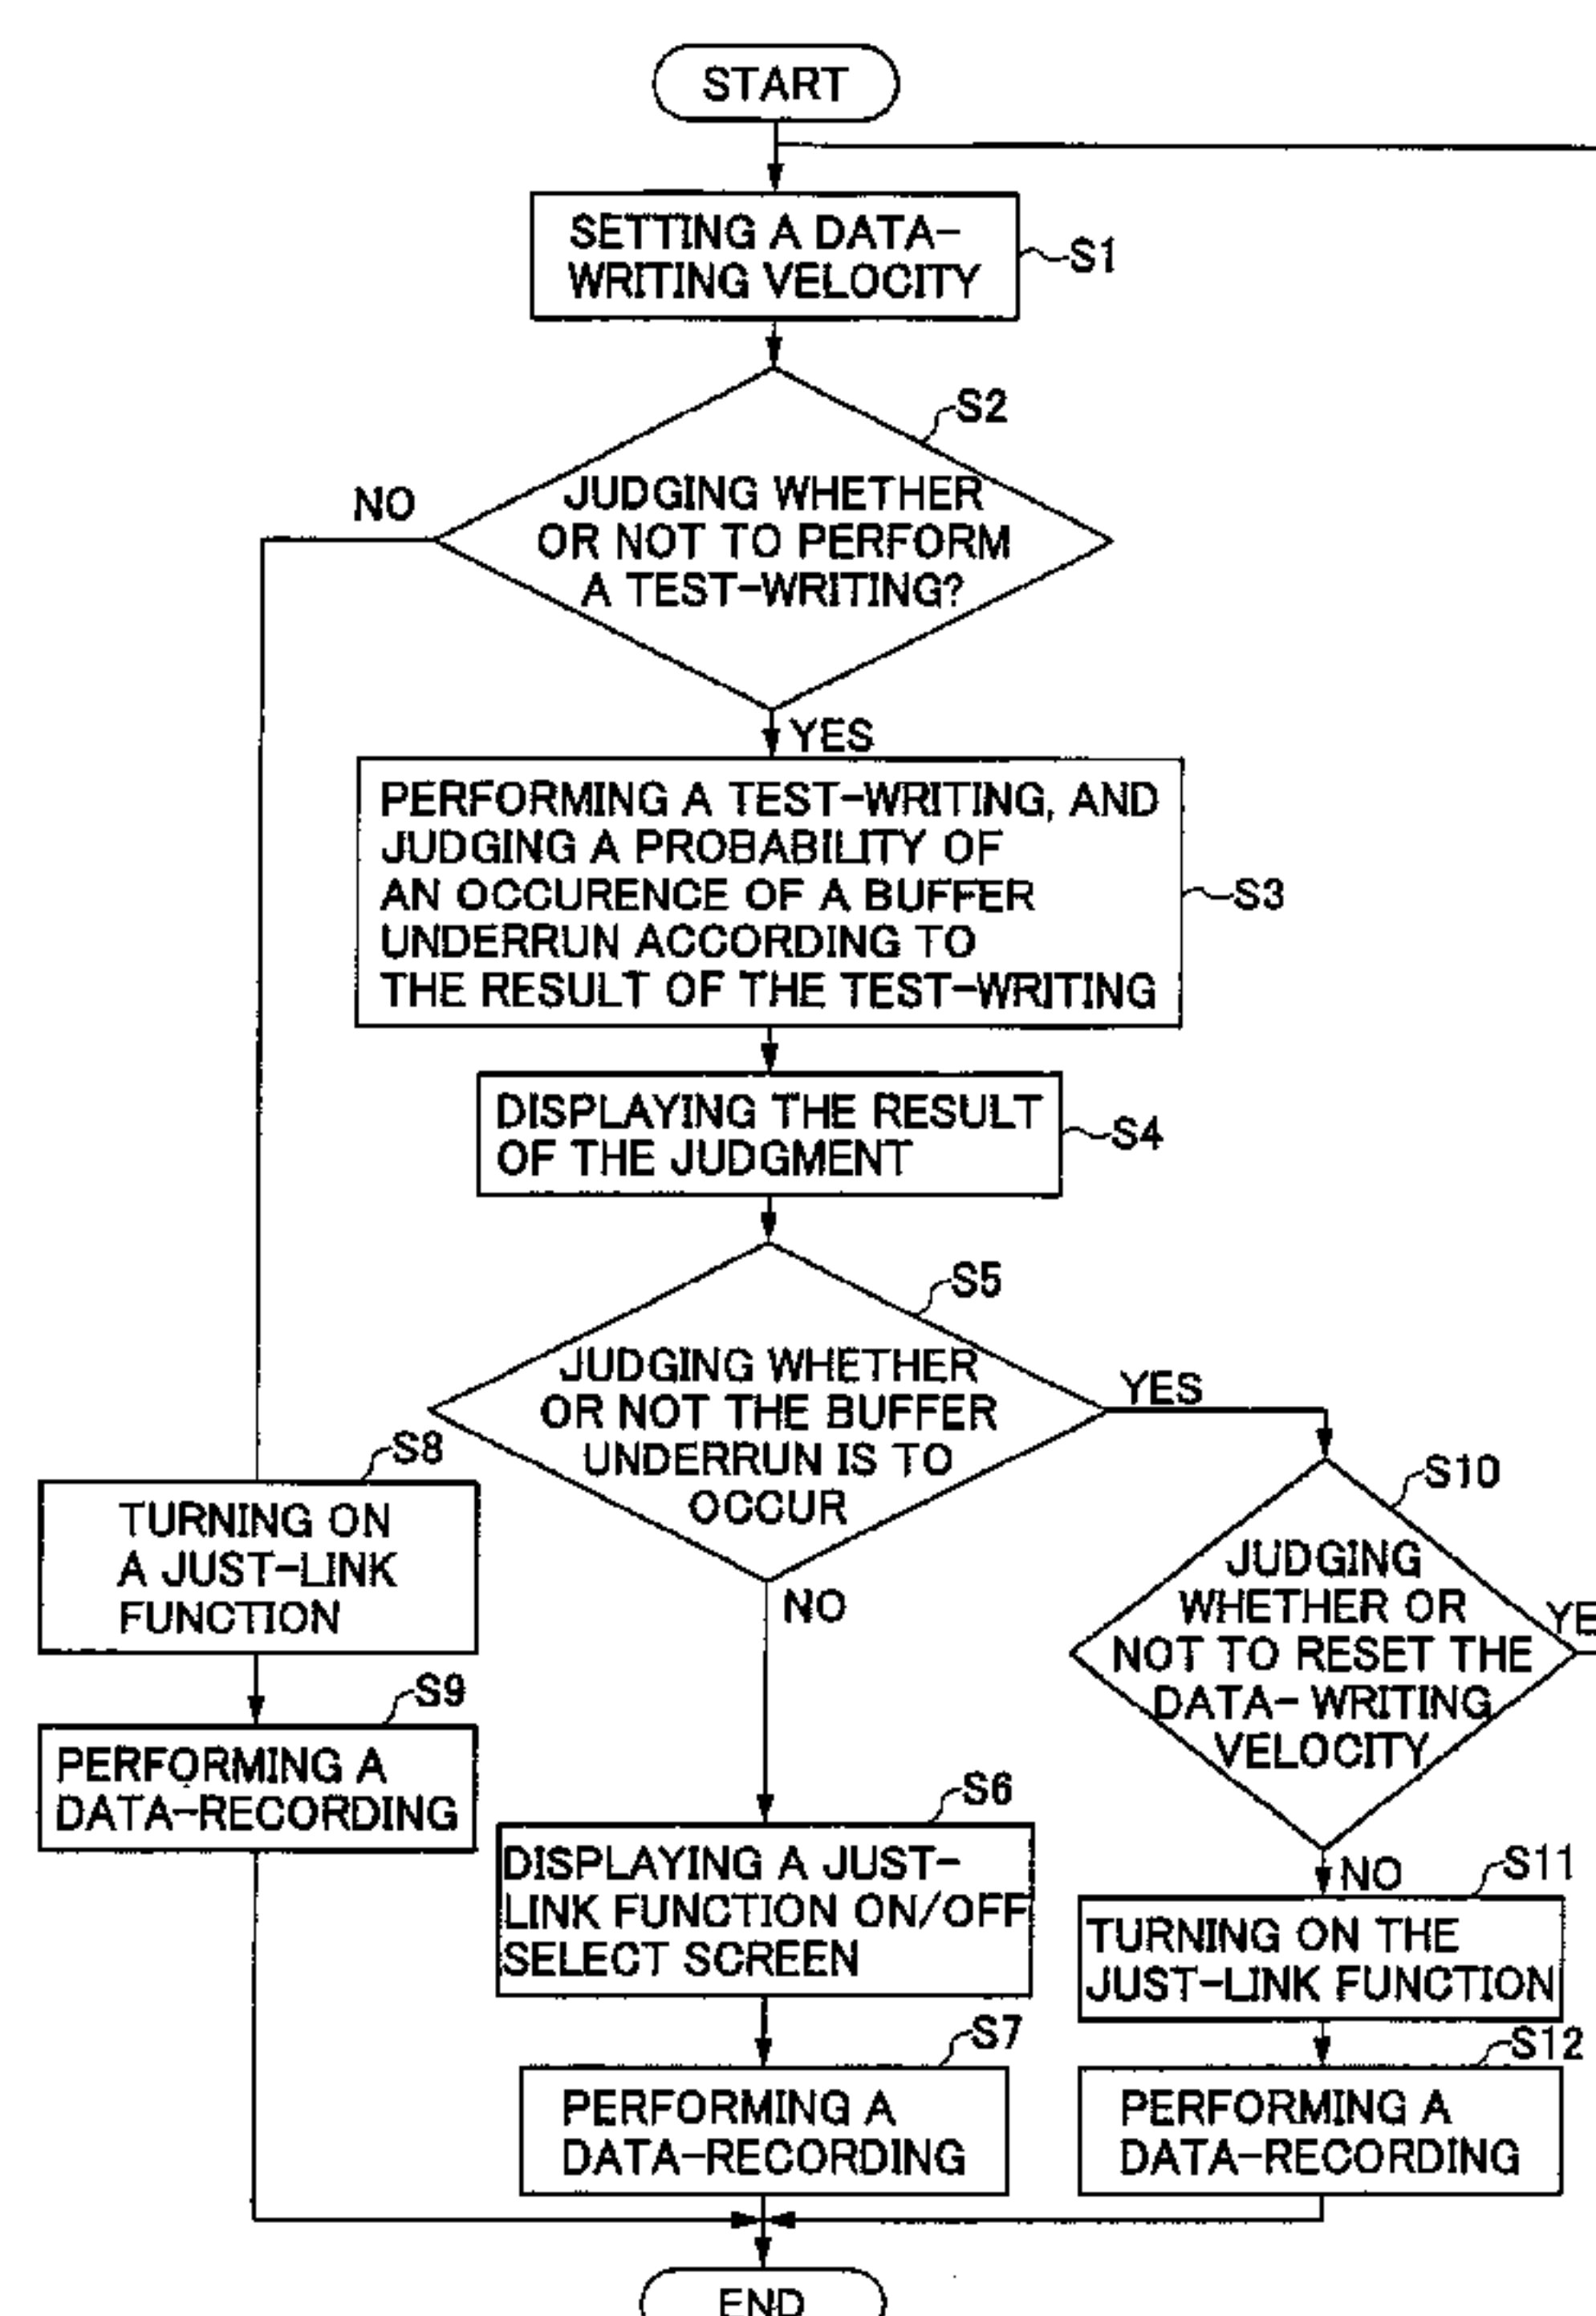 START
SETTING A DATA-
WRITING VELOCITY
S1
S2
JUDGING WHETHER
OR NOT TO PERFORM
A TEST-WRITING?
NO
YES
PERFORMING A TEST-WRITING, AND
JUDGING A PROBABILITY OF
AN OCCURENCE OF A BUFFER
UNDERRUN ACCORDING TO
THE RESULT OF THE TEST-WRITING
S3
DISPLAYING THE RESULT
OF THE JUDGMENT
S4
S5
JUDGING WHETHER
OR NOT THE BUFFER
UNDERRUN IS TO
OCCUR
YES
NO
S8
TURNING ON
A JUST-LINK
FUNCTION
S9
PERFORMING A
DATA-RECORDING
S10
JUDGING
WHETHER OR
NOT TO RESET THE
DATA- WRITING
VELOCITY
YE
NO
S6
DISPLAYING A JUST-
LINK FUNCTION ON/OFF
SELECT SCREEN
S11
TURNING ON THE
JUST-LINK FUNCTION
S7
PERFORMING A
DATA-RECORDING
S12
PERFORMING A
DATA-RECORDING
END